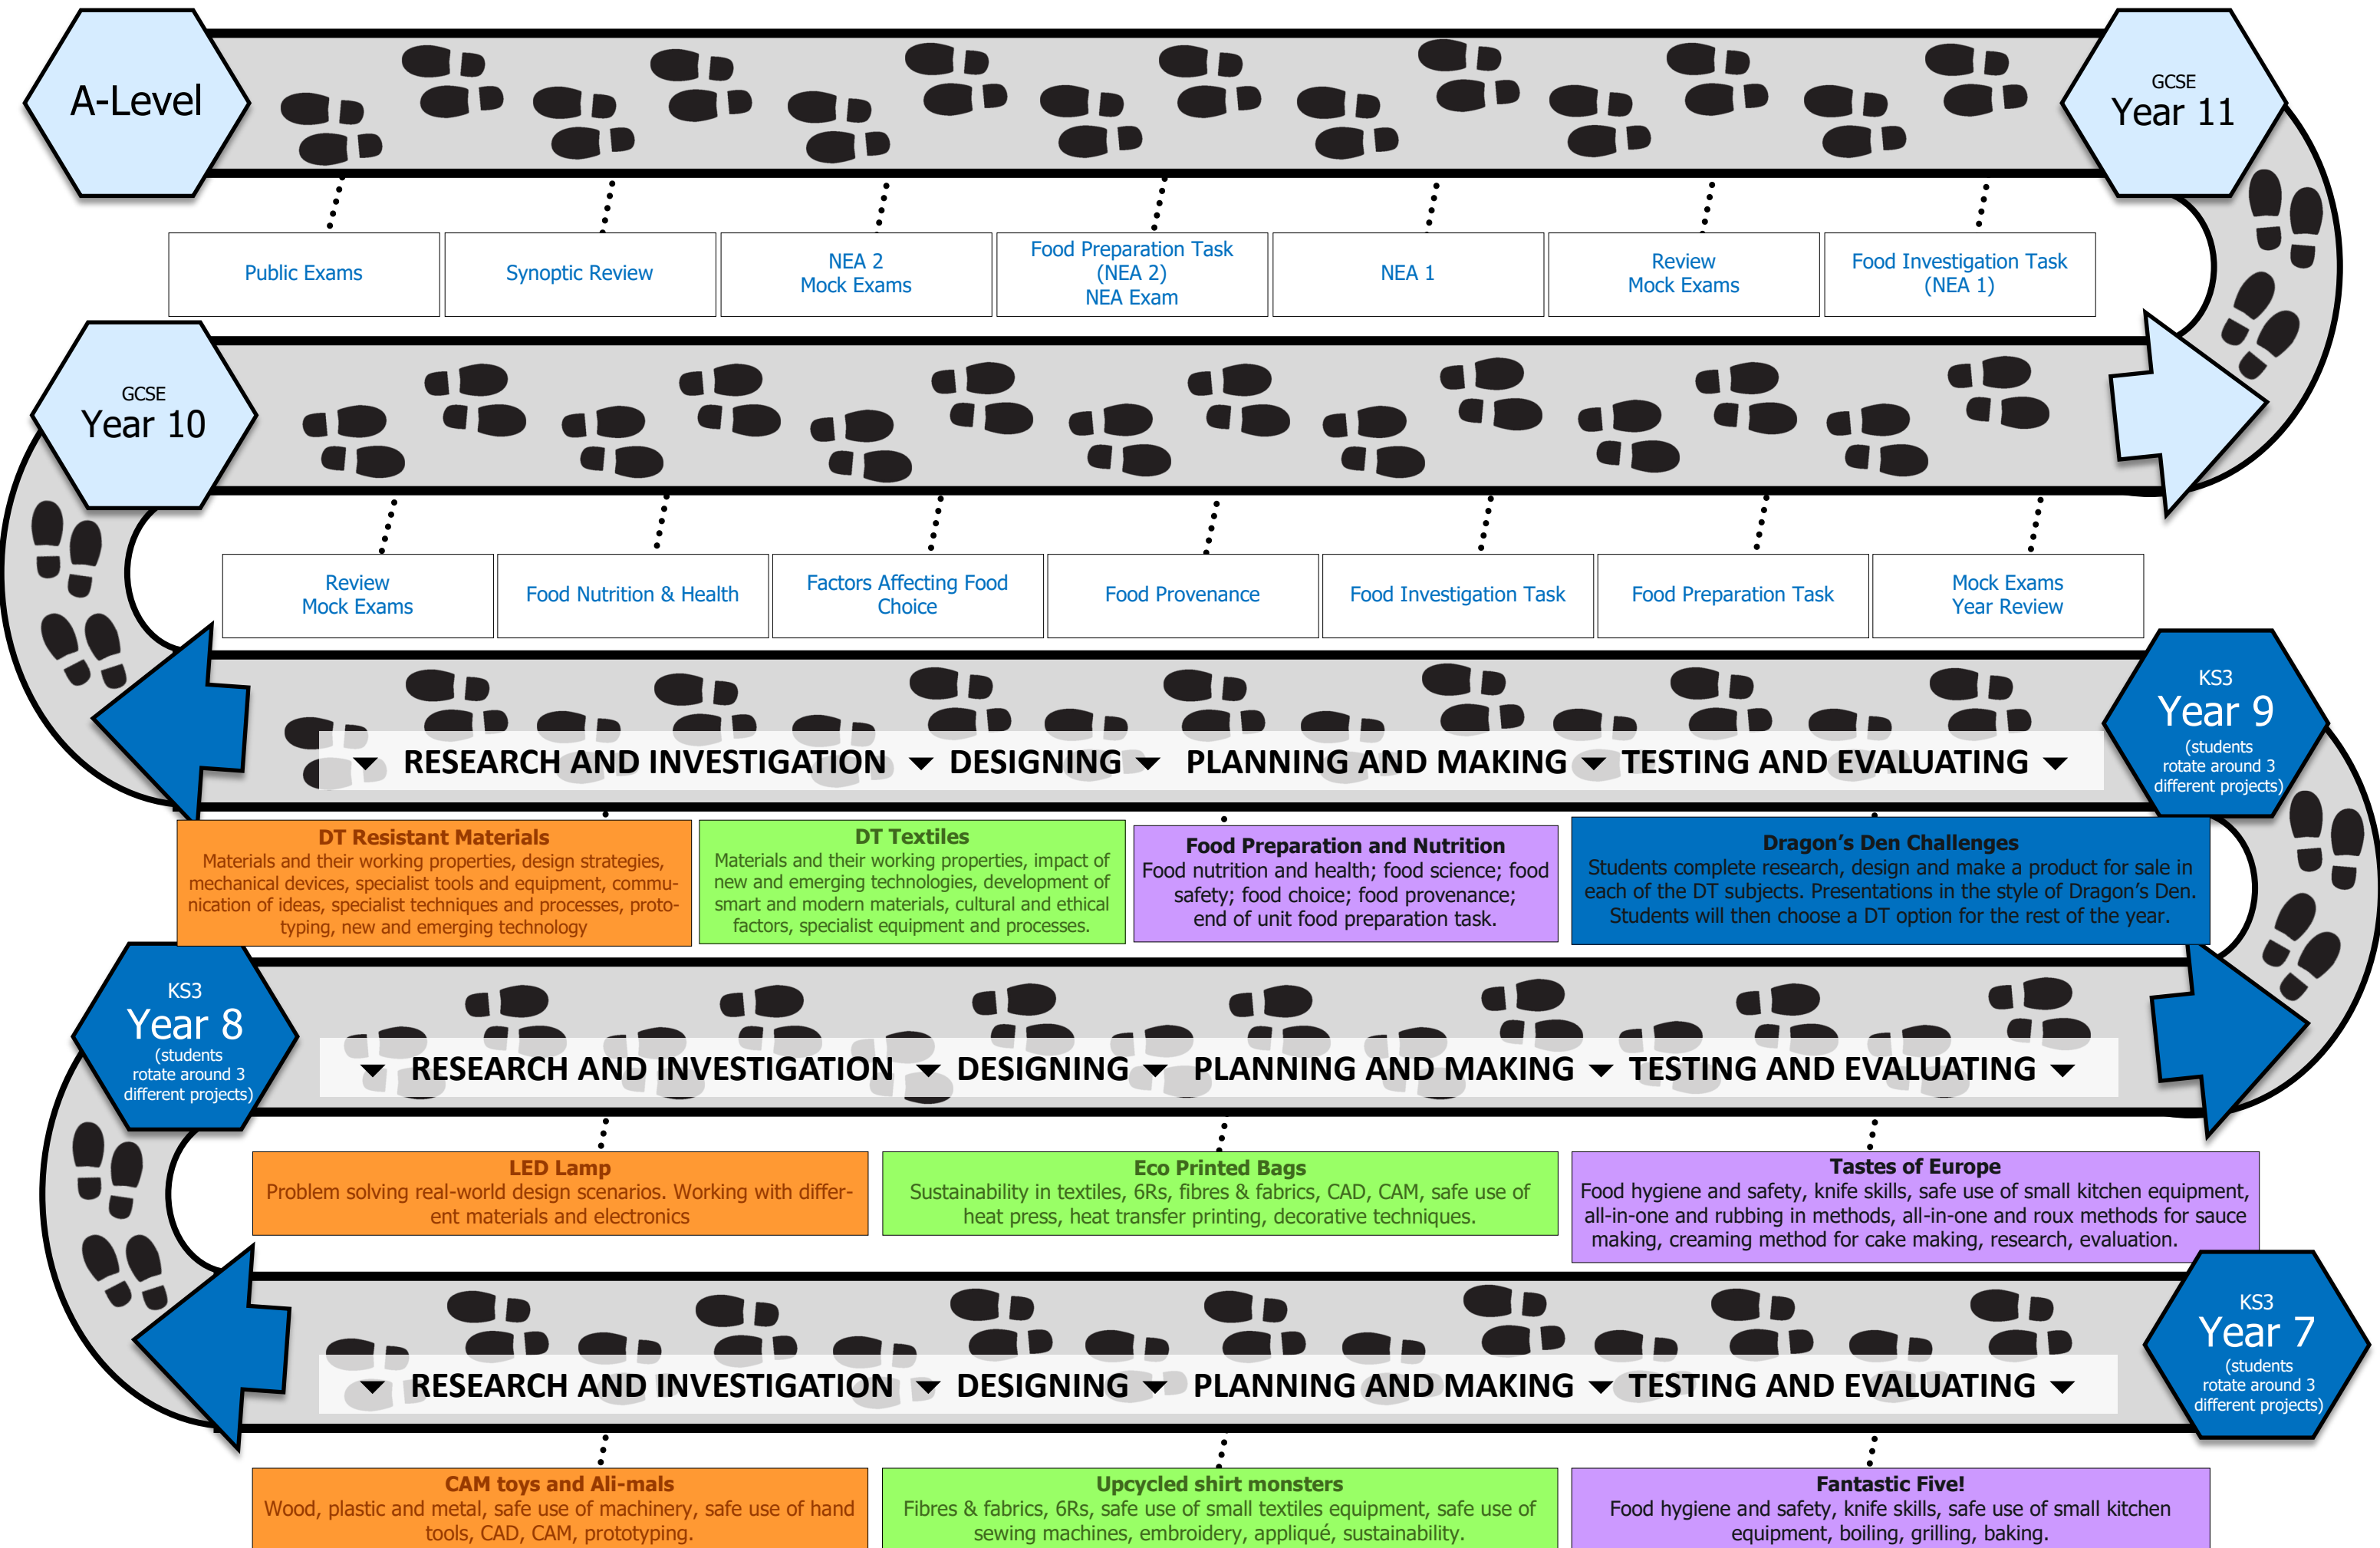 A-Level
GCSE
Year 11
Public Exams
Synoptic Review
NEA 2
Mock Exams
Food Preparation Task
(NEA 2)
NEA Exam
NEA 1
Review
Mock Exams
Food Investigation Task
(NEA 1)
GCSE
Year 10
Review
Mock Exams
Food Nutrition & Health
Factors Affecting Food
Choice
Food Provenance
Food Investigation Task
Food Preparation Task
Mock Exams
Year Review
KS3
Year 9
(students
rotate around 3
different projects)
RESEARCH AND INVESTIGATION DESIGNING PLANNING AND MAKING TESTING AND EVALUATING
DT Resistant Materials
Materials and their working properties, design strategies,
mechanical devices, specialist tools and equipment, commu-
nication of ideas, specialist techniques and processes, proto-
typing, new and emerging technology
DT Textiles
Materials and their working properties, impact of
new and emerging technologies, development of
smart and modern materials, cultural and ethical
factors, specialist equipment and processes.
Food Preparation and Nutrition
Food nutrition and health; food science; food
safety; food choice; food provenance;
end of unit food preparation task.
Dragon's Den Challenges
Students complete research, design and make a product for sale in
each of the DT subjects. Presentations in the style of Dragon's Den.
Students will then choose a DT option for the rest of the year.
KS3
Year 8
(students
rotate around 3
different projects)
RESEARCH AND INVESTIGATION DESIGNING PLANNING AND MAKING TESTING AND EVALUATING
LED Lamp
Problem solving real-world design scenarios. Working with differ-
ent materials and electronics
Eco Printed Bags
Sustainability in textiles, 6Rs, fibres & fabrics, CAD, CAM, safe use of
heat press, heat transfer printing, decorative techniques.
Tastes of Europe
Food hygiene and safety, knife skills, safe use of small kitchen equipment,
all-in-one and rubbing in methods, all-in-one and roux methods for sauce
making, creaming method for cake making, research, evaluation.
KS3
Year 7
(students
rotate around 3
different projects)
RESEARCH AND INVESTIGATION DESIGNING PLANNING AND MAKING TESTING AND EVALUATING
CAM toys and Ali-mals
Wood, plastic and metal, safe use of machinery, safe use of hand
tools, CAD, CAM, prototyping.
Upcycled shirt monsters
Fibres & fabrics, 6Rs, safe use of small textiles equipment, safe use of
sewing machines, embroidery, appliqué, sustainability.
Fantastic Five!
Food hygiene and safety, knife skills, safe use of small kitchen
equipment, boiling, grilling, baking.